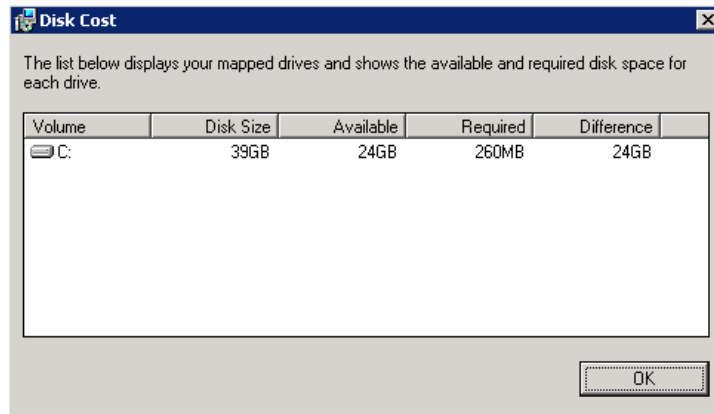 Disk Cost
The list below displays your mapped drives and shows the available and required disk space for
each drive.
Volume Disk Size Available Required Difference
C: 39GB 24GB 260MB 24GB
OK